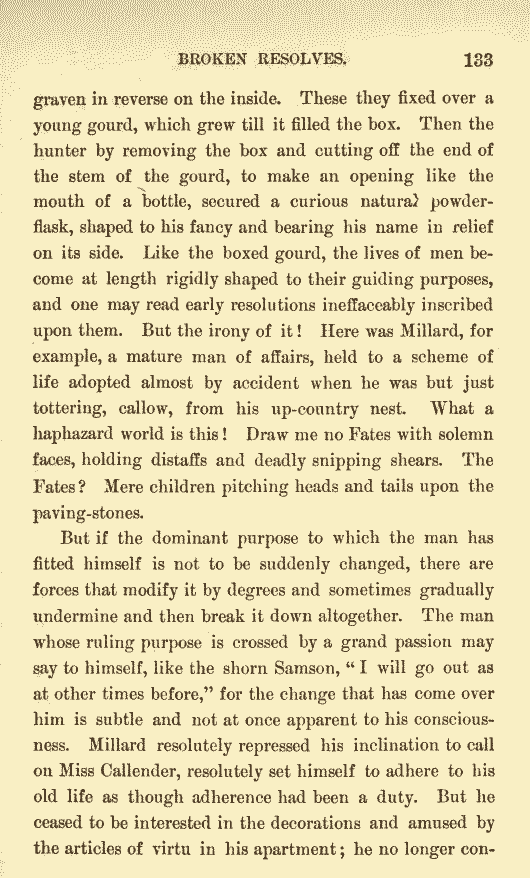 BROKEN RESOLVES. 133
graven in reverse on the inside. These they fixed over a
young gourd, which grew till it filled the box. Then the
hunter by removing the box and cutting off the end of
the stem of the gourd, to make an opening like the
mouth of a bottle, secured a curious natural powder-
flask, shaped to his fancy and bearing his name in relief
on its side. Like the boxed gourd, the lives of men be-
come at length rigidly shaped to their guiding purposes,
and one may read early resolutions ineffaceably inscribed
upon them. But the irony of it! Here was Millard, for
example, a mature man of affairs, held to a scheme of
life adopted almost by accident when he was but just
tottering, callow, from his up-country nest. What a
haphazard world is this! Draw me no Fates with solemn
faces, holding distaffs and deadly snipping shears. The
Fates? Mere children pitching heads and tails upon the
paving-stones.
But if the dominant purpose to which the man has
fitted himself is not to be suddenly changed, there are
forces that modify it by degrees and sometimes gradually
undermine and then break it down altogether. The man
whose ruling purpose is crossed by a grand passion may
say to himself, like the shorn Samson, "I will go out as
at other times before," for the change that has come over
him is subtle and not at once apparent to his conscious-
ness. Millard resolutely repressed his inclination to call
on Miss Callender, resolutely set himself to adhere to his
old life as though adherence had been a duty. But he
ceased to be interested in the decorations and amused by
the articles of virtu in his apartment; he no longer con-